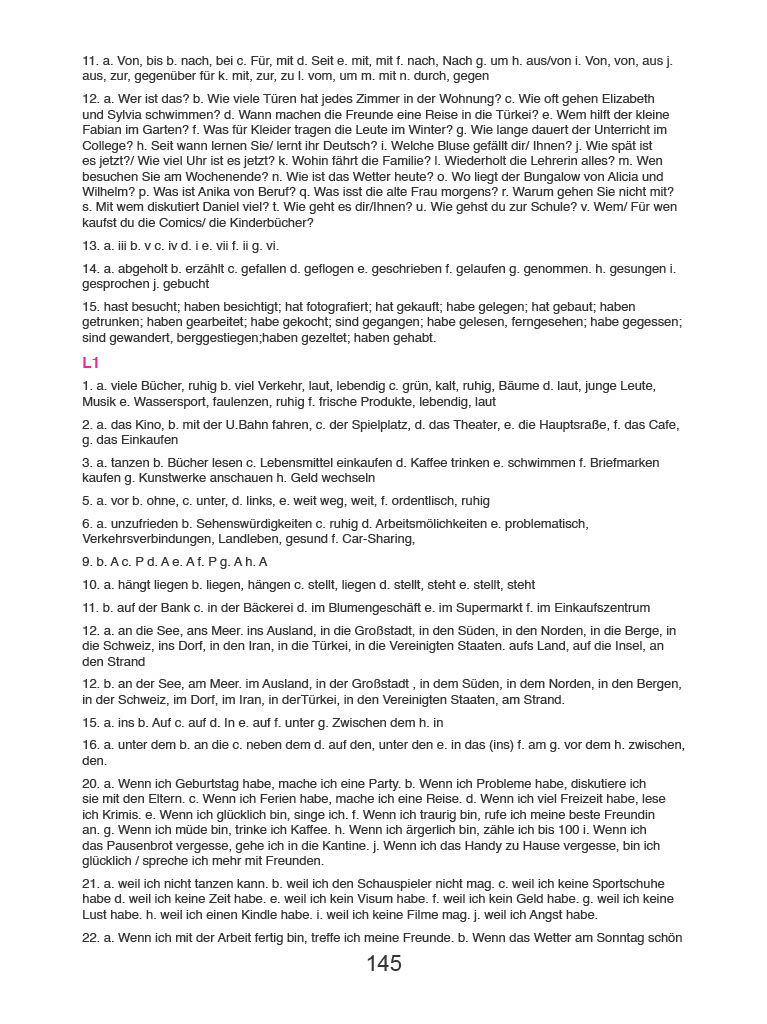 11. a. Von, bis b. nach, bei c. Für, mit d. Seit e. mit, mit f. nach, Nach g. um h. aus/von i. Von, von, aus j.
aus, zur, gegenüber für k. mit, zur, zu l. vom, um m. mit n. durch, gegen
12. a. Wer ist das? b. Wie viele Türen hat jedes Zimmer in der Wohnung? c. Wie oft gehen Elizabeth
und Sylvia schwimmen? d. Wann machen die Freunde eine Reise in die Türkei? e. Wem hilft der kleine
Fabian im Garten? f. Was für Kleider tragen die Leute im Winter? g. Wie lange dauert der Unterricht im
College? h. Seit wann lernen Sie/ lernt ihr Deutsch? i. Welche Bluse gefällt dir/ Ihnen? j. Wie spät ist
es jetzt?/ Wie viel Uhr ist es jetzt? k. Wohin fährt die Familie? l. Wiederholt die Lehrerin alles? m. Wen
besuchen Sie am Wochenende? n. Wie ist das Wetter heute? o. Wo liegt der Bungalow von Alicia und
Wilhelm? p. Was ist Anika von Beruf? q. Was isst die alte Frau morgens? r. Warum gehen Sie nicht mit?
s. Mit wem diskutiert Daniel viel? t. Wie geht es dir/Ihnen? u. Wie gehst du zur Schule? v. Wem/ Für wen
kaufst du die Comics/ die Kinderbücher?
13. a. iii b. v c. iv d. i e. vii f. ii g. vi.
14. a. abgeholt b. erzählt c. gefallen d. geflogen e. geschrieben f. gelaufen g. genommen. h. gesungen i.
gesprochen j. gebucht
15. hast besucht; haben besichtigt; hat fotografiert; hat gekauft; habe gelegen; hat gebaut; haben
getrunken; haben gearbeitet; habe gekocht; sind gegangen; habe gelesen, ferngesehen; habe gegessen;
sind gewandert, berggestiegen;haben gezeltet; haben gehabt.
L1
1. a. viele Bücher, ruhig b. viel Verkehr, laut, lebendig c. grün, kalt, ruhig, Bäume d. laut, junge Leute,
Musik e. Wassersport, faulenzen, ruhig f. frische Produkte, lebendig, laut
2. a. das Kino, b. mit der U.Bahn fahren, c. der Spielplatz, d. das Theater, e. die Hauptsraße, f. das Cafe,
g. das Einkaufen
3. a. tanzen b. Bücher lesen c. Lebensmittel einkaufen d. Kaffee trinken e. schwimmen f. Briefmarken
kaufen g. Kunstwerke anschauen h. Geld wechseln
5. a. vor b. ohne, c. unter, d. links, e. weit weg, weit, f. ordentlisch, ruhig
6. a. unzufrieden b. Sehenswürdigkeiten c. ruhig d. Arbeitsmölichkeiten e. problematisch,
Verkehrsverbindungen, Landleben, gesund f. Car-Sharing,
9. b. A c. P d. A e. A f. P g. A h. A
10. a. hängt liegen b. liegen, hängen c. stellt, liegen d. stellt, steht e. stellt, steht
11. b. auf der Bank c. in der Bäckerei d. im Blumengeschäft e. im Supermarkt f. im Einkaufszentrum
12. a. an die See, ans Meer. ins Ausland, in die Großstadt, in den Süden, in den Norden, in die Berge, in
die Schweiz, ins Dorf, in den Iran, in die Türkei, in die Vereinigten Staaten. aufs Land, auf die Insel, an
den Strand
12. b. an der See, am Meer. im Ausland, in der Großstadt , in dem Süden, in dem Norden, in den Bergen,
in der Schweiz, im Dorf, im Iran, in derTürkei, in den Vereinigten Staaten, am Strand.
15. a. ins b. Auf c. auf d. In e. auf f. unter g. Zwischen dem h. in
16. a. unter dem b. an die c. neben dem d. auf den, unter den e. in das (ins) f. am g. vor dem h. zwischen,
den.
20. a. Wenn ich Geburtstag habe, mache ich eine Party. b. Wenn ich Probleme habe, diskutiere ich
sie mit den Eltern. c. Wenn ich Ferien habe, mache ich eine Reise. d. Wenn ich viel Freizeit habe, lese
ich Krimis. e. Wenn ich glücklich bin, singe ich. f. Wenn ich traurig bin, rufe ich meine beste Freundin
an. g. Wenn ich müde bin, trinke ich Kaffee. h. Wenn ich ärgerlich bin, zähle ich bis 100 i. Wenn ich
das Pausenbrot vergesse, gehe ich in die Kantine. j. Wenn ich das Handy zu Hause vergesse, bin ich
glücklich / spreche ich mehr mit Freunden.
21. a. weil ich nicht tanzen kann. b. weil ich den Schauspieler nicht mag. c. weil ich keine Sportschuhe
habe d. weil ich keine Zeit habe. e. weil ich kein Visum habe. f. weil ich kein Geld habe. g. weil ich keine
Lust habe. h. weil ich einen Kindle habe. i. weil ich keine Filme mag. j. weil ich Angst habe.
22. a. Wenn ich mit der Arbeit fertig bin, treffe ich meine Freunde. b. Wenn das Wetter am Sonntag schön
145